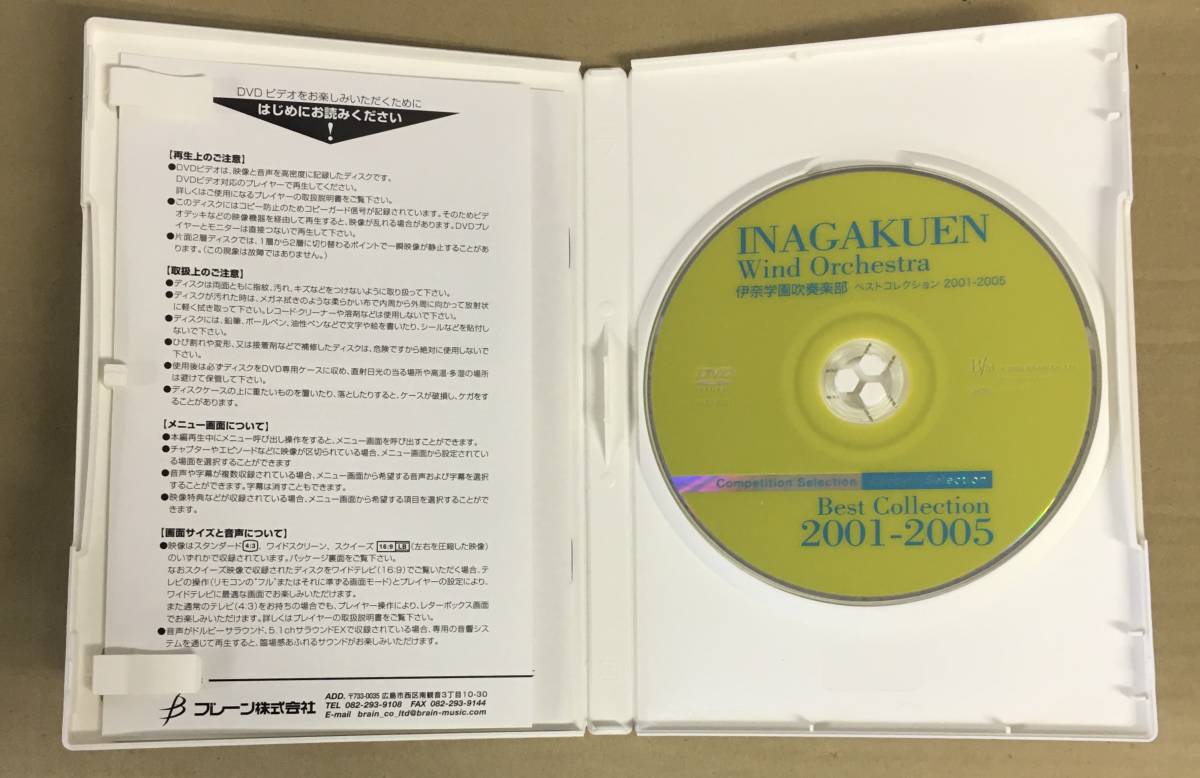 DVD ビデオをお楽しみいただくために
はじめにお読みください
!
【再生上のご注意】
●DVDビデオは、映像と音声を高密度に記録したディスクです。
DVDビデオ対応のプレイヤーで再生してください。
詳しくはご使用になるプレイヤーの取扱説明書をご覧下さい。
●このディスクにはコピー防止のためコピーガード信号が記録されています。そのためビデ
オデッキなどの映像機器を経由して再生すると、映像が乱れる場合があります。DVDプレ
イヤーとモニターは直接つないで再生して下さい。
●片面2層ディスクでは、1層から2層に切り替わるポイントで一瞬映像が静止することがあ
ります。(この現象は故障ではありません。)
【取扱上のご注意】
●ディスクは両面ともに指紋、汚れ、キズなどをつけないように取り扱って下さい。
●ディスクが汚れた時は、メガネ拭きのような柔らかい布で内周から外周に向かって放射状
に軽く拭き取って下さい。レコード・クリーナーや溶剤などは使用しないで下さい。
●ディスクには、鉛筆、ボールペン、油性ペンなどで文字や絵を書いたり、シールなどを貼付し
ないで下さい。
●ひび割れや変形、又は接着剤などで補修したディスクは、危険ですから絶対に使用しないで
下さい。
●使用後は必ずディスクをDVD専用ケースに収め、直射日光の当る場所や高温・多湿の場所
は避けて保管して下さい。
●ディスクケースの上に重たいものを置いたり、落としたりすると、ケースが破損し、ケガをす
ることがあります。
【メニュー画面について】
●本編再生中にメニュー呼び出し操作をすると、メニュー画面を呼び出すことができます。
●チャプターやエピソードなどに映像が区切られている場合、メニュー画面から設定されてい
る場面を選択することができます
●音声や字幕が複数収録されている場合、メニュー画面から希望する音声および字幕を選択
することができます。字幕は消すこともできます。
●映像特典などが収録されている場合、メニュー画面から希望する項目を選択することがで
きます。
【画面サイズと音声について】
●映像はスタンダード4:3、ワイドスクリーン、スクイーズ16:9 LB(左右を圧縮した映像)
のいずれかで収録されています。パッケージ裏面をご覧下さい。
なおスクイーズ映像で収録されたディスクをワイドテレビ(16:9)でご覧いただく場合、テ
レビの操作(リモコンの"フル"またはそれに準ずる画面モード)とプレイヤーの設定により、
ワイドテレビに最適な画面でお楽しみいただけます。
また通常のテレビ(4:3)をお持ちの場合でも、プレイヤー操作により、レターボックス画面
でお楽しみいただけます。詳しくはプレイヤーの取扱説明書をご覧下さい。
●音声がドルビーサラウンド、5.1chサラウンドEXで収録されている場合、専用の音響シス
テムを通じて再生すると、臨場感あふれるサウンドがお楽しみいただけます。
ブレーン株式会社
ADD. 〒733-0035 広島市西区南観音3丁目10-30
TEL 082-293-9108 FAX 082-293-9144
E-mail brain_co_ltd@brain-music.com
INAGAKUEN
Wind Orchestra
伊奈学園吹奏楽部 ベストコレクション 2001-2005
DVD
Competition Selection
Selection
Best Collection
2001-2005